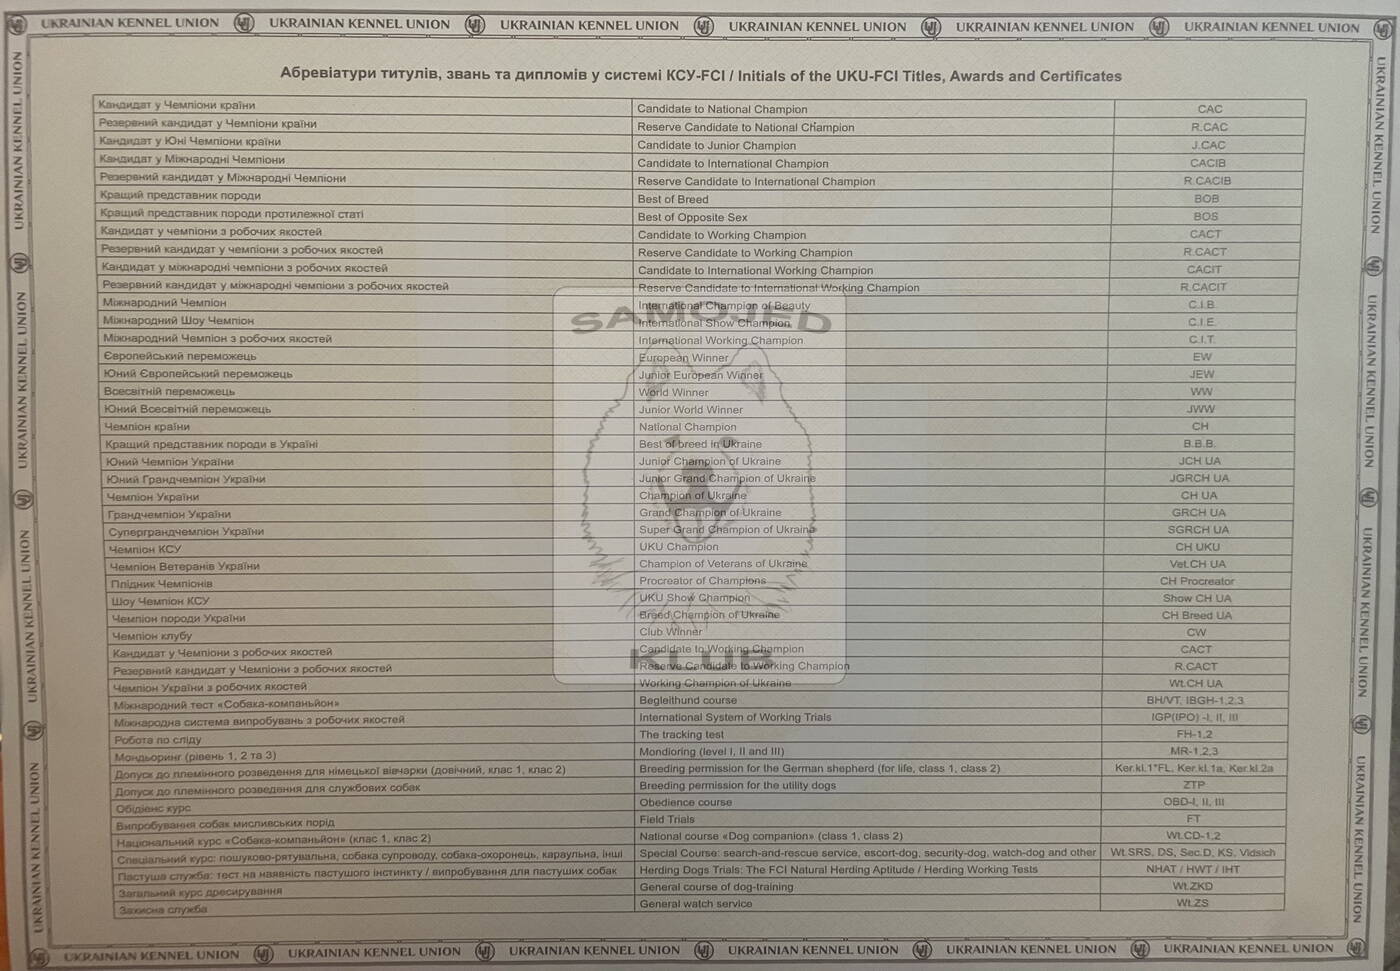 UKRAINIAN KENNEL UNION UKRAINIAN KENNEL UNION UKRAINIAN KENNEL UNION UKRAINIAN KENNEL UNION UKRAINIAN KENNEL UNION UKRAINIAN KENNEL UNION
Абревіатури титулів, звань та дипломів у системі КСУ-FCI / Initials of the UKU-FCI Titles, Awards and Certificates
Кандидат у Чемпіони країни Candidate to National Champion CAC
Резервний кандидат у Чемпіони країни Reserve Candidate to National Champion R.CAC
Кандидат у Юні Чемпіони країни Candidate to Junior Champion J.CAC
Кандидат у Міжнародні Чемпіони Candidate to International Champion CACIB
Резервний кандидат у Міжнародні Чемпіони Reserve Candidate to International Champion R.CACIB
Кращий представник породи Best of Breed BOB
Кращий представник породи протилежної статі Best of Opposite Sex BOS
Кандидат у чемпіони з робочих якостей Candidate to Working Champion CACT
Резервний кандидат у чемпіони з робочих якостей Reserve Candidate to Working Champion R.CACT
Кандидат у міжнародні чемпіони з робочих якостей Candidate to International Working Champion CACIT
Резервний кандидат у міжнародні чемпіони з робочих якостей Reserve Candidate to International Working Champion R.CACIT
Міжнародний Чемпіон International Champion of Beauty C.I.B.
Міжнародний Шоу Чемпіон International Show Champion C.I.E.
Міжнародний Чемпіон з робочих якостей International Working Champion C.I.T.
Європейський переможець European Winner EW
Юний Європейський переможець Junior European Winner JEW
Всесвітній переможець World Winner WW
Юний Всесвітній переможець Junior World Winner JWW
Чемпіон країни National Champion CH
Кращий представник породи в Україні Best of breed in Ukraine B.B.B.
Юний Чемпіон України Junior Champion of Ukraine JCH UA
Юний Грандчемпіон України Junior Grand Champion of Ukraine JGRCH UA
Чемпіон України Champion of Ukraine CH UA
Грандчемпіон України Grand Champion of Ukraine GRCH UA
Суперграндчемпіон України Super Grand Champion of Ukraine SGRCH UA
Чемпіон КСУ UKU Champion CH UKU
Чемпіон Ветеранів України Champion of Veterans of Ukraine Vet.CH UA
Плідник Чемпіонів Procreator of Champions CH Procreator
Шоу Чемпіон КСУ UKU Show Champion Show CH UA
Чемпіон породи України Breed Champion of Ukraine CH Breed UA
Чемпіон клубу Club Winner CW
Кандидат у Чемпіони з робочих якостей Candidate to Working Champion CACT
Резервний кандидат у Чемпіони з робочих якостей Reserve Candidate to Working Champion R.CACT
Чемпіон України з робочих якостей Working Champion of Ukraine Wt.CH UA
Міжнародний тест «Собака-компаньйон» Begleithund course BH/VT, IBGH-1,2,3
Міжнародна система випробувань з робочих якостей International System of Working Trials IGP(IPO) -I, II, III
Робота по сліду The tracking test FH-1,2
Мондьоринг (рівень 1, 2 та 3) Mondioring (level I, II and III) MR-1,2,3
Допуск до племінного розведення для німецької вівчарки (довічний, клас 1, клас 2) Breeding permission for the German shepherd (for life, class 1, class 2) Ker.kl.1*FL, Ker.kl.1a, Ker.kl.2a
Допуск до племінного розведення для службових собак Breeding permission for the utility dogs ZTP
Обідієнс курс Obedience course OBD-I, II, III
Випробування собак мисливських порід Field Trials FT
Національний курс «Собака-компаньйон» (клас 1, клас 2) National course «Dog companion» (class 1, class 2) Wt.CD-1,2
Спеціальний курс: пошуково-рятувальна, собака супроводу, собака-охоронець, караульна, інші Special Course: search-and-rescue service, escort-dog, security-dog, watch-dog and other Wt.SRS, DS, Sec.D, KS, Vidsich
Пастуша служба: тест на наявність пастушого інстинкту / випробування для пастуших собак Herding Dogs Trials: The FCI Natural Herding Aptitude / Herding Working Tests NHAT / HWT / IHT
Загальний курс дресирування General course of dog-training Wt.ZKD
Захисна служба General watch service Wt.ZS
SAMOJED
KLUB
UKRAINIAN KENNEL UNION UKRAINIAN KENNEL UNION UKRAINIAN KENNEL UNION UKRAINIAN KENNEL UNION
UKRAINIAN KENNEL UNION UKRAINIAN KENNEL UNION UKRAINIAN KENNEL UNION UKRAINIAN KENNEL UNION
UKRAINIAN KENNEL UNION UKRAINIAN KENNEL UNION UKRAINIAN KENNEL UNION UKRAINIAN KENNEL UNION UKRAINIAN KENNEL UNION UKRAINIAN KENNEL UNION